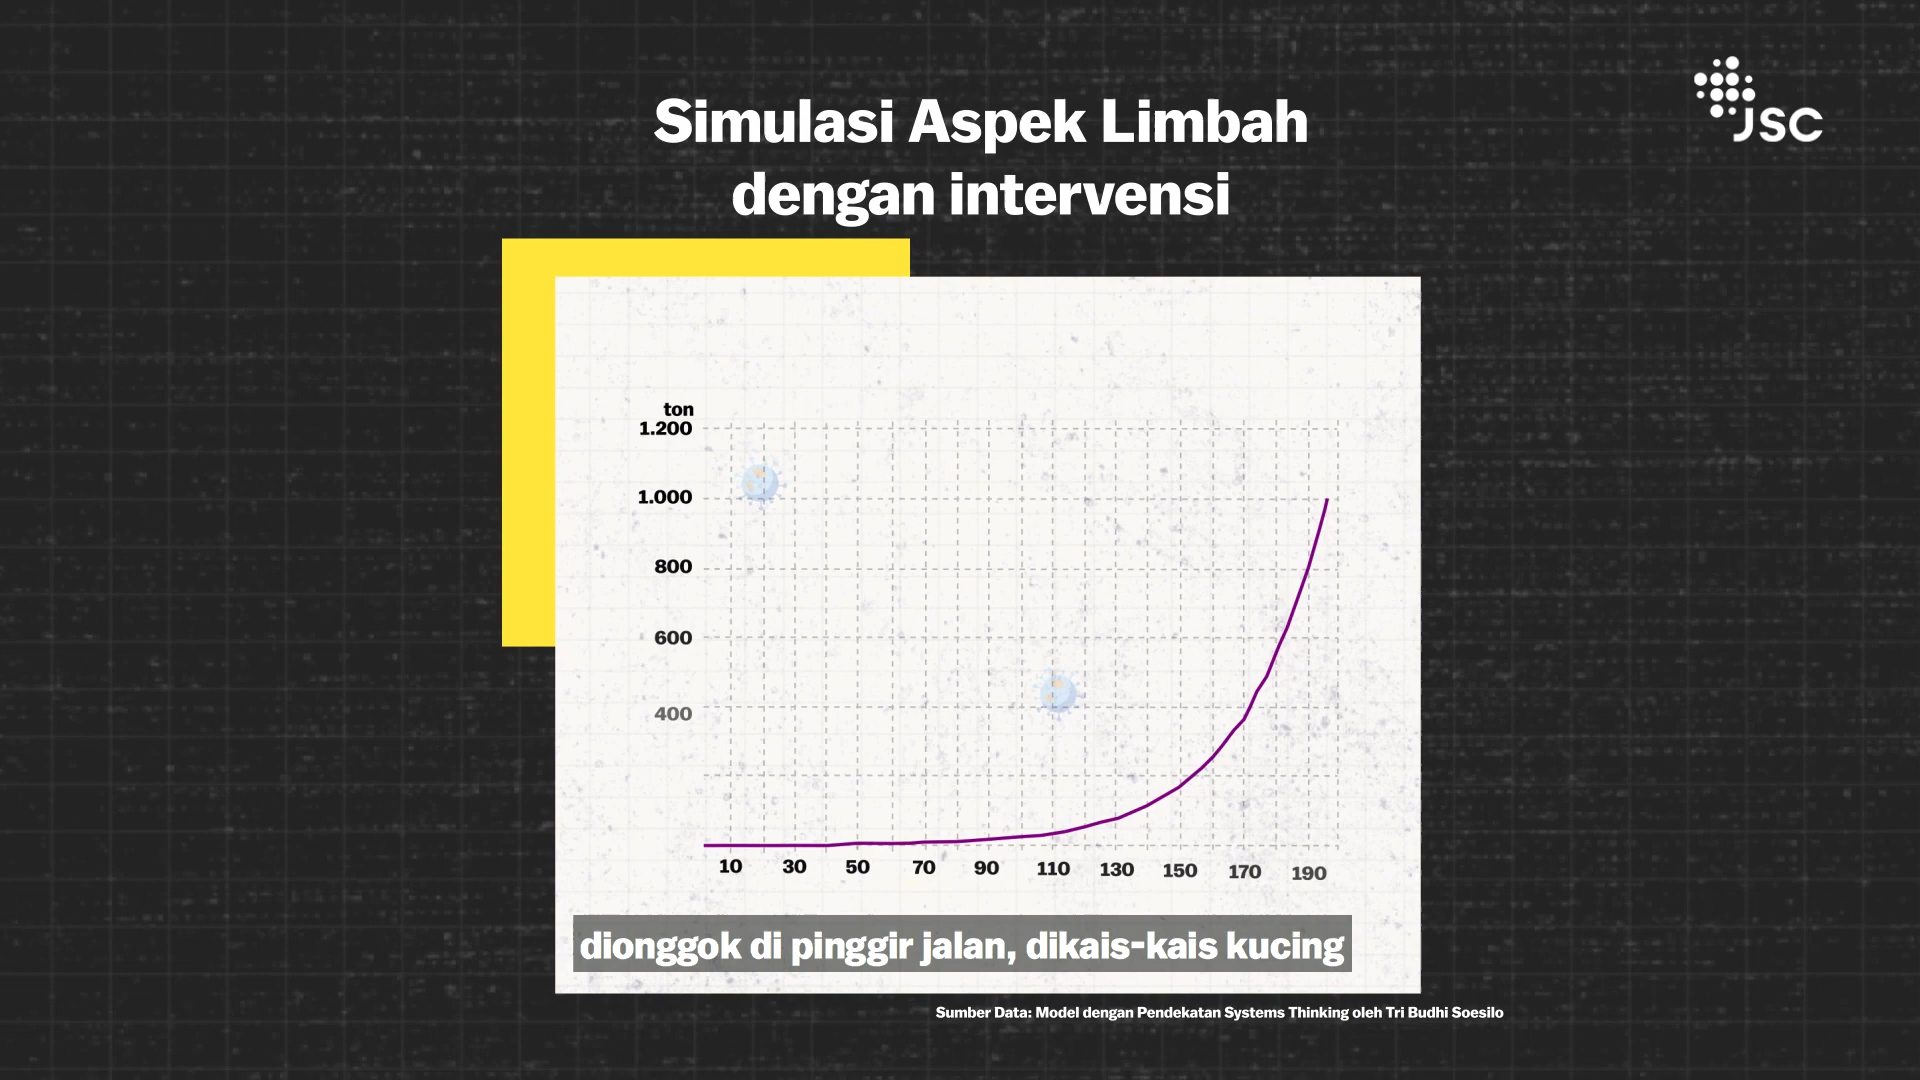 JSC
Simulasi Aspek Limbah
dengan intervensi
ton
1.200
1.000
800
600
400
10 30 50 70 90 110 130 150 170 190
dionggok di pinggir jalan, dikais-kais kucing
Sumber Data: Model dengan Pendekatan Systems Thinking oleh Tri Budhi Soesilo